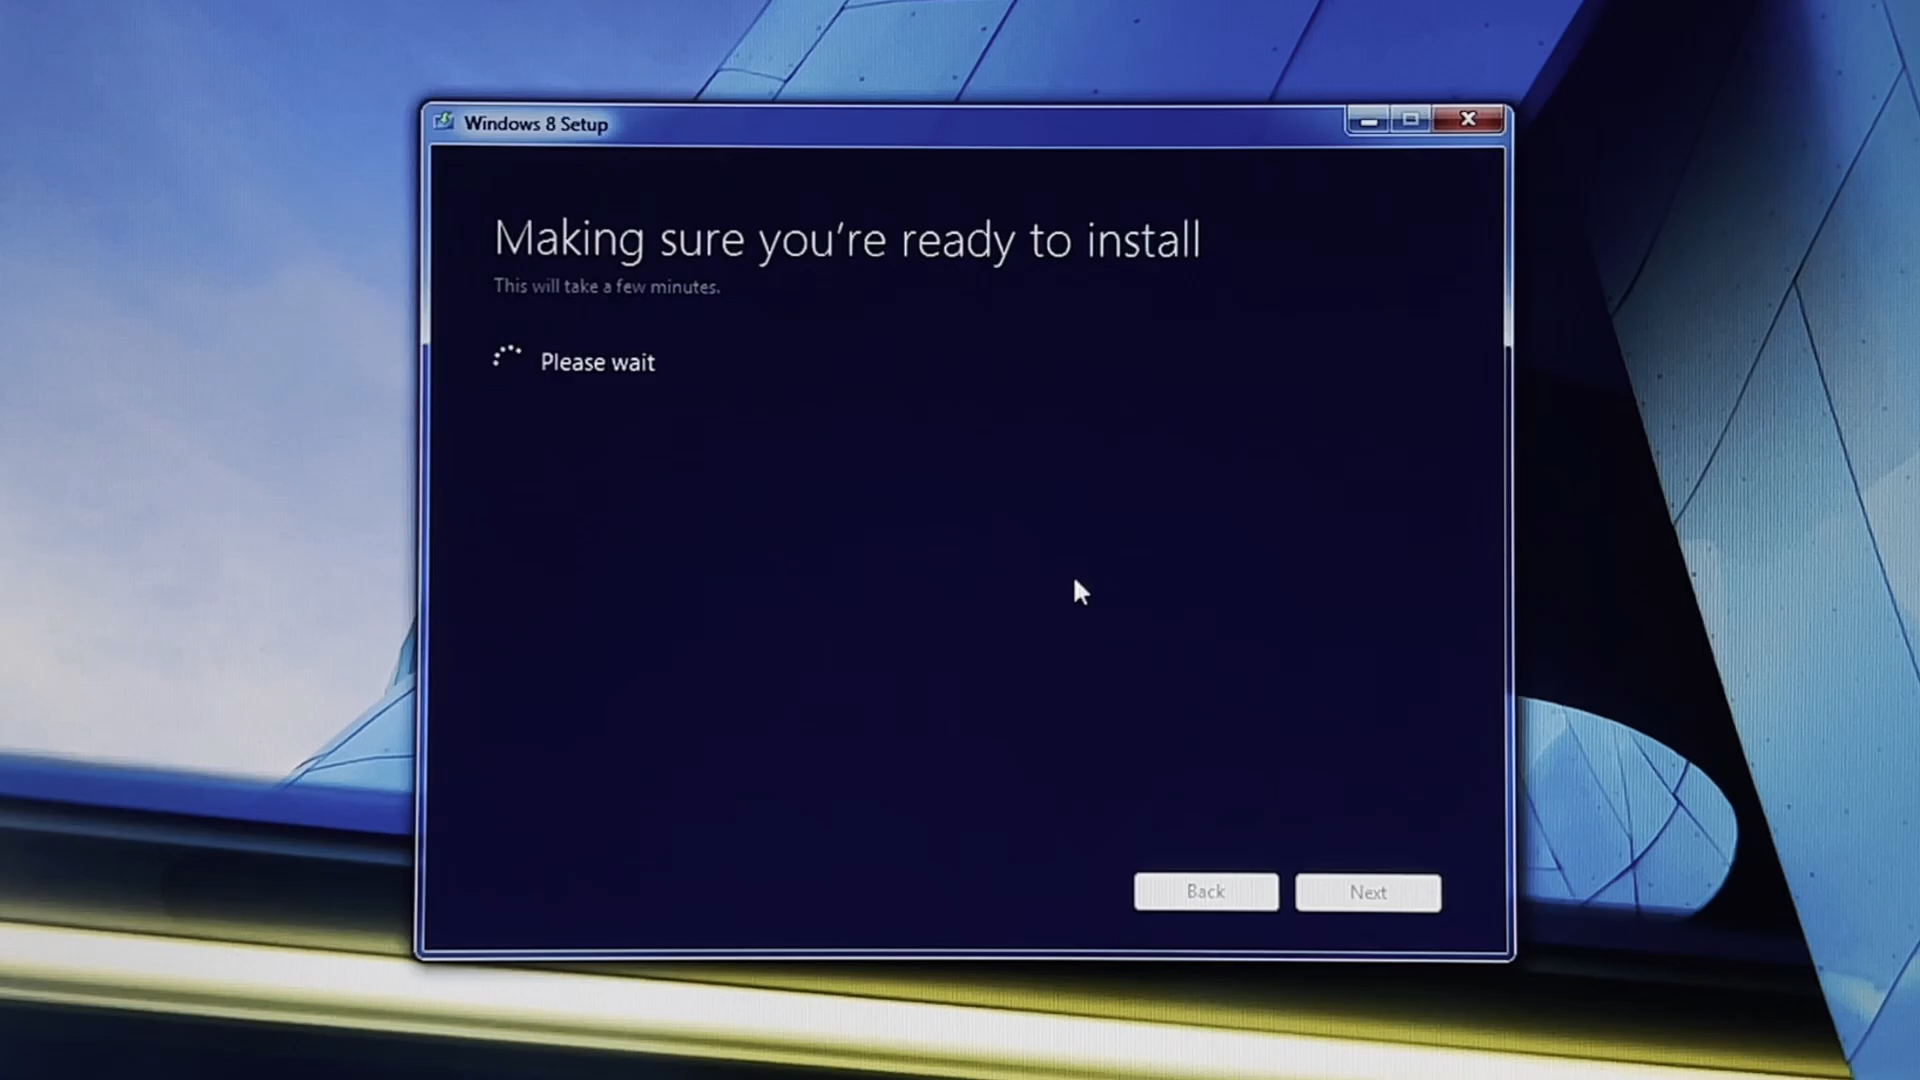 Windows 8 Setup
Making sure you're ready to install
This will take a few minutes.
Please wait
Back
Next